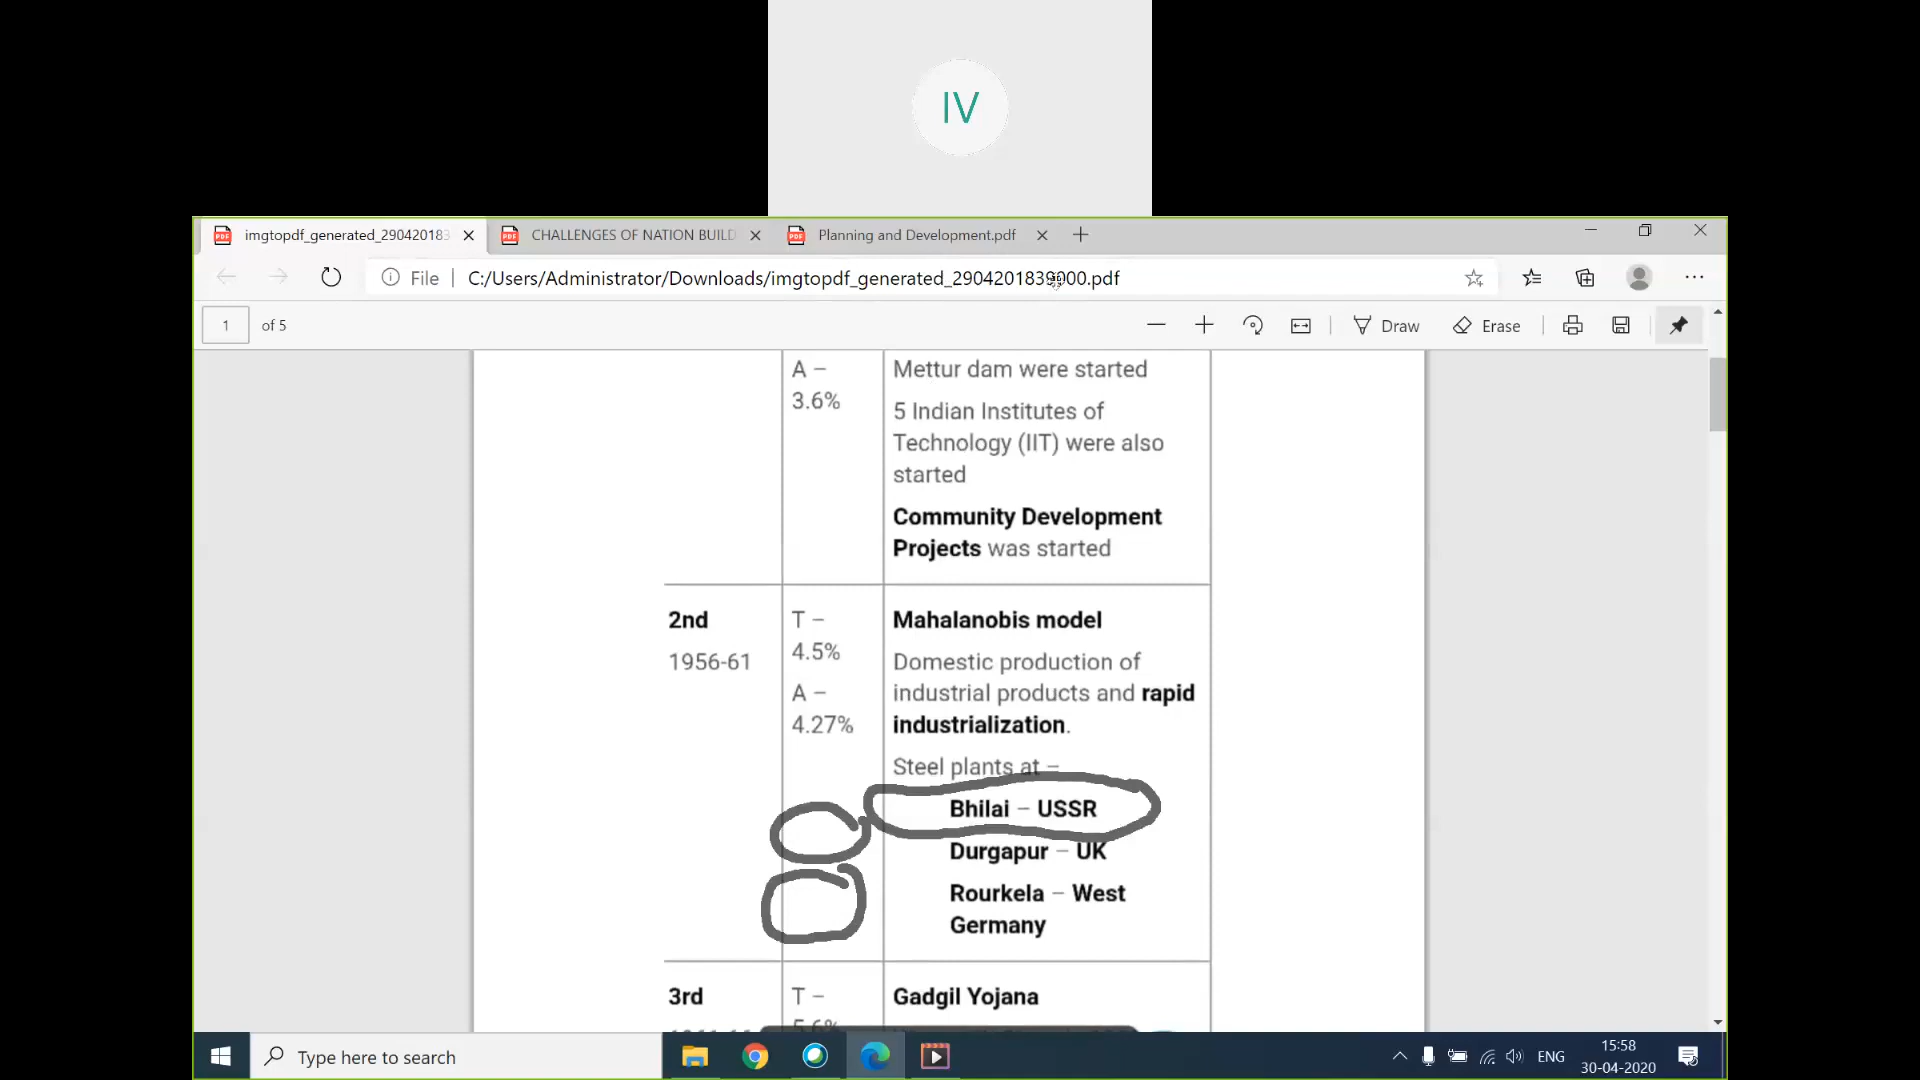 IV
imgtopdf_generated_290420183
CHALLENGES OF NATION BUILD
Planning and Development.pdf
File
C:/Users/Administrator/Downloads/imgtopdf_generated_2904201839000.pdf
1 of 5
Draw
Erase
A –
3.6%
Mettur dam were started
5 Indian Institutes of
Technology (IIT) were also
started
Community Development
Projects was started
2nd
1956-61
T –
4.5%
A –
4.27%
Mahalanobis model
Domestic production of
industrial products and rapid
industrialization.
Steel plants at –
Bhilai – USSR
Durgapur – UK
Rourkela – West
Germany
3rd
T –
5.6%
Gadgil Yojana
Type here to search
ENG
15:58
30-04-2020